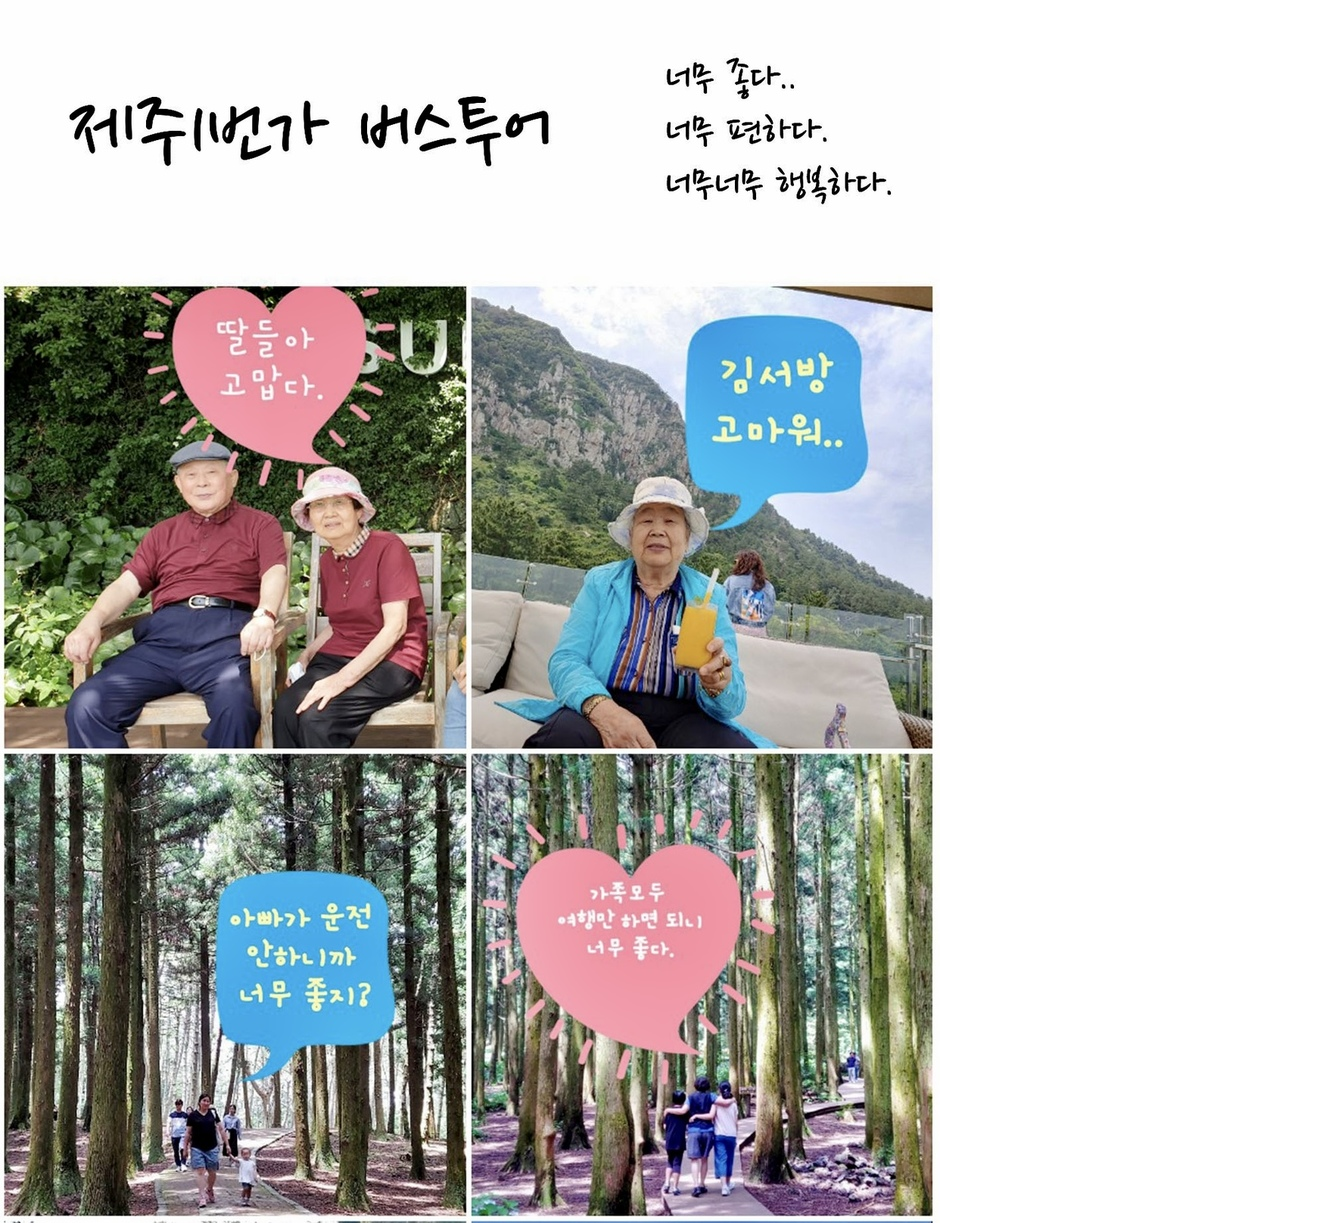 제주1번가 버스투어
너무 좋다..
너무 편하다.
너무너무 행복하다.
딸들아
고맙다.
SU
김서방
고마워..
아빠가 운전
안하니까
너무 좋지?
가족모두
여행만 하면 되니
너무 좋다.